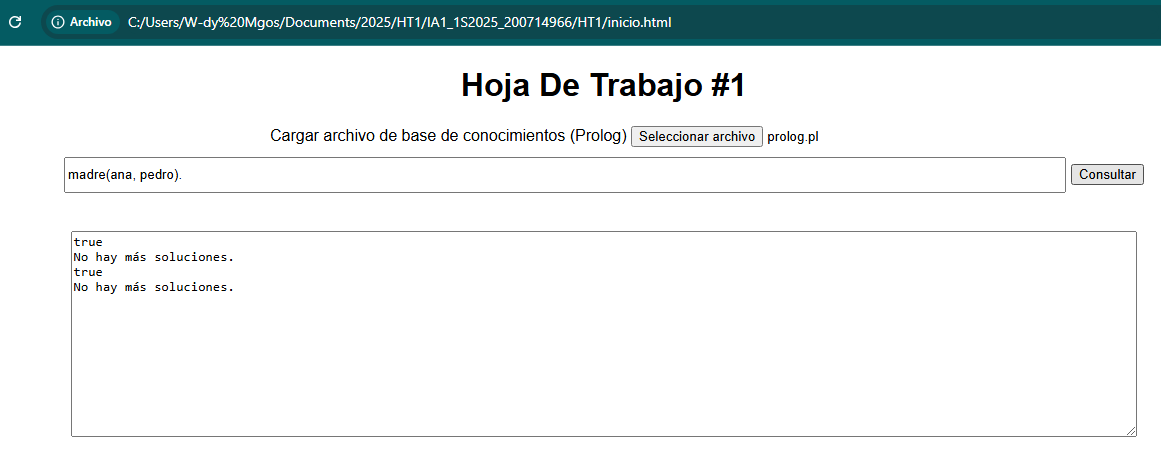 Archivo C:/Users/W-dy%20Mgos/Documents/2025/HT1/IA1_1S2025_200714966/HT1/inicio.html
Hoja De Trabajo #1
Cargar archivo de base de conocimientos (Prolog) Seleccionar archivo prolog.pl
madre(ana, pedro). Consultar
true
No hay más soluciones.
true
No hay más soluciones.